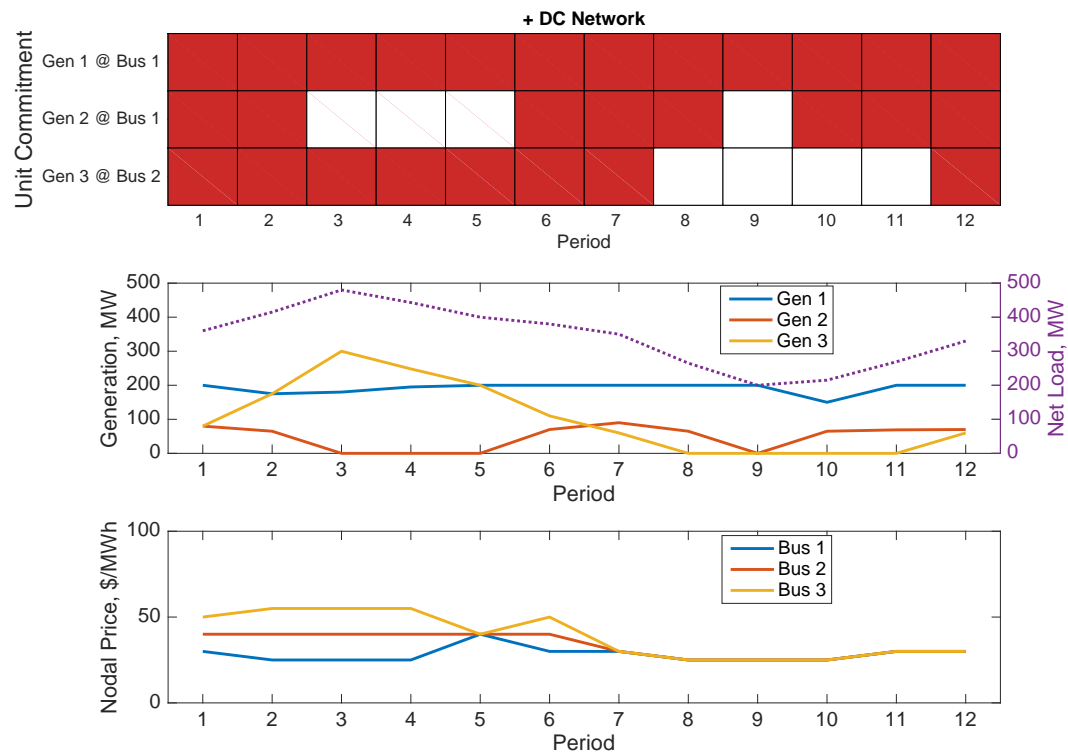 + DC Network
Unit Commitment
Gen 1 @ Bus 1
Gen 2 @ Bus 1
Gen 3 @ Bus 2
1 2 3 4 5 6 7 8 9 10 11 12
Period
Generation, MW
500
400
300
200
100
0
Gen 1
Gen 2
Gen 3
500
400
300
200
100
0
Net Load, MW
1 2 3 4 5 6 7 8 9 10 11 12
Period
Nodal Price, $/MWh
100
50
0
Bus 1
Bus 2
Bus 3
1 2 3 4 5 6 7 8 9 10 11 12
Period